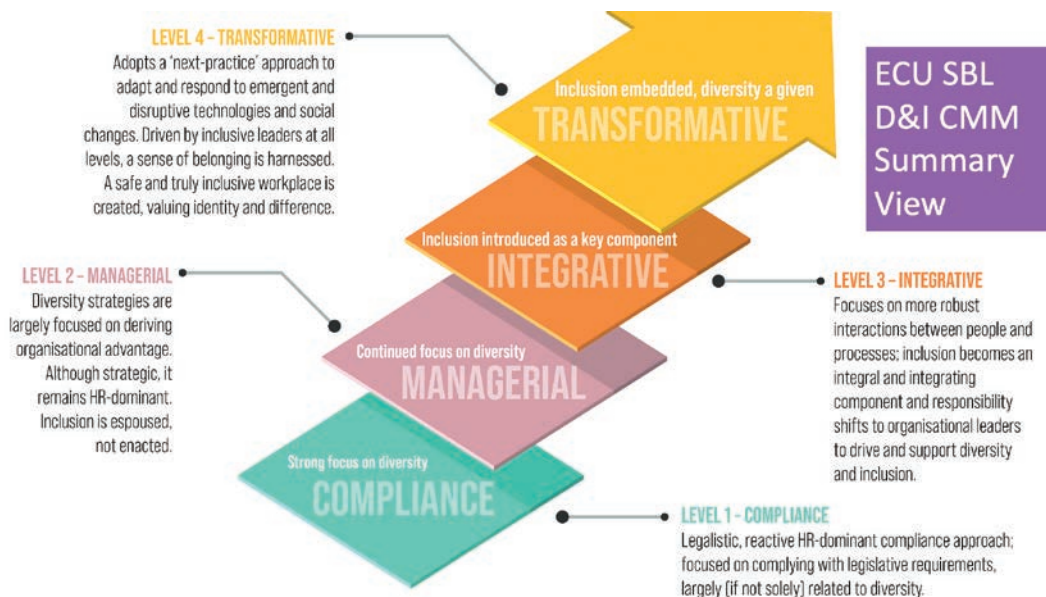 LEVEL 4 – TRANSFORMATIVE
Adopts a 'next-practice' approach to
adapt and respond to emergent and
disruptive technologies and social
changes. Driven by inclusive leaders at all
levels, a sense of belonging is harnessed.
A safe and truly inclusive workplace is
created, valuing identity and difference.
Inclusion embedded, diversity a given
TRANSFORMATIVE
ECU SBL
D&I CMM
Summary
View
Inclusion introduced as a key component
INTEGRATIVE
LEVEL 2 – MANAGERIAL
Diversity strategies are
largely focused on deriving
organisational advantage.
Although strategic, it
remains HR-dominant.
Inclusion is espoused,
not enacted.
LEVEL 3 – INTEGRATIVE
Focuses on more robust
interactions between people and
processes; inclusion becomes an
integral and integrating
component and responsibility
shifts to organisational leaders
to drive and support diversity
and inclusion.
Continued focus on diversity
MANAGERIAL
Strong focus on diversity
COMPLIANCE
LEVEL 1 - COMPLIANCE
Legalistic, reactive HR-dominant compliance approach;
focused on complying with legislative requirements,
largely [if not solely] related to diversity.